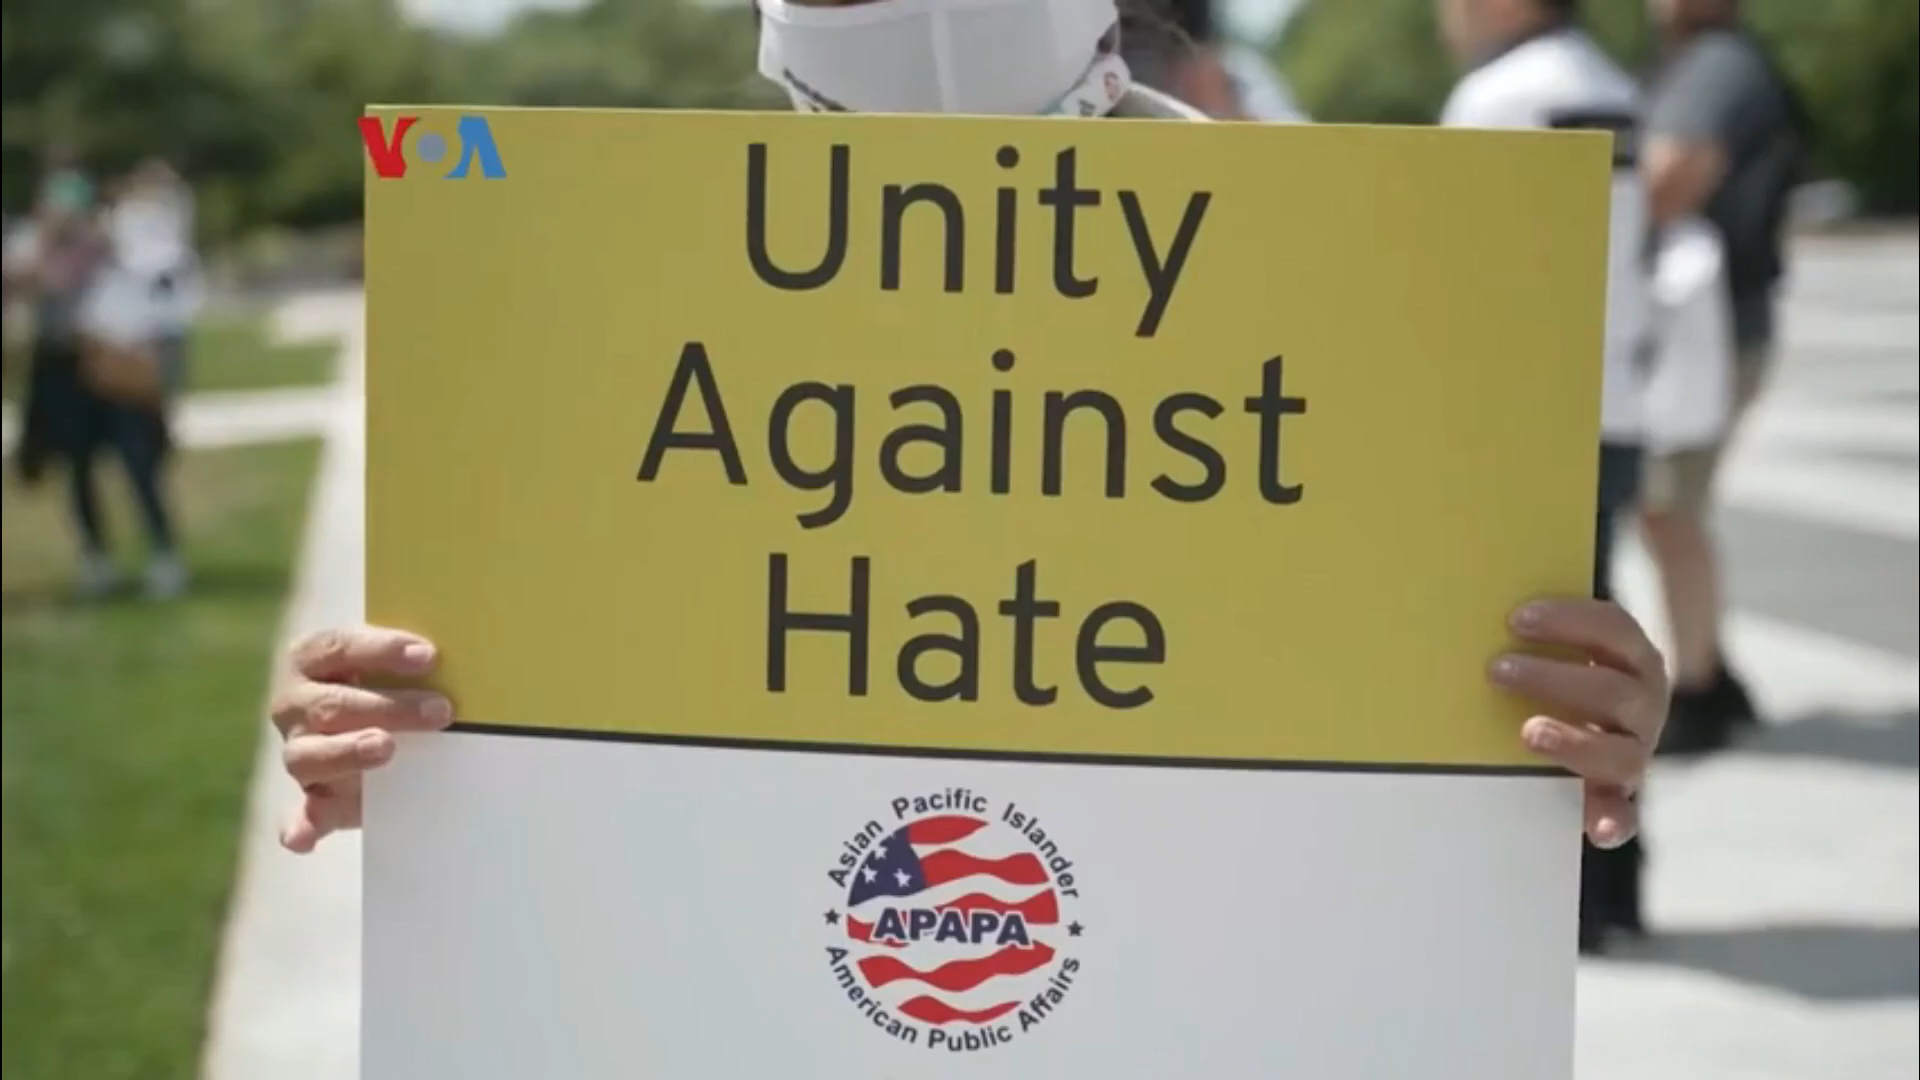 VOA
Unity
Against
Hate
Asian Pacific Islander
APAPA
American Public Affairs